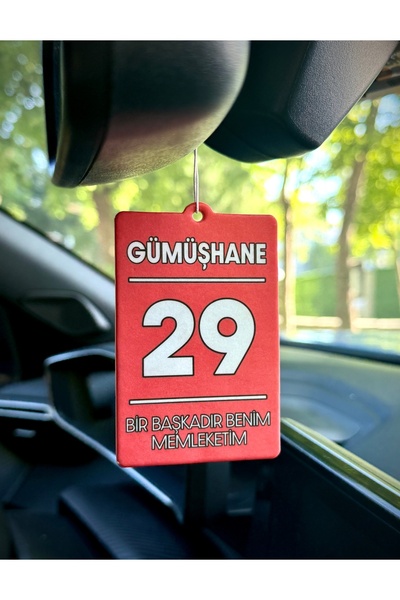 GÜMÜŞHANE
29
BİR BAŞKADIR BENİM
MEMLEKETİM